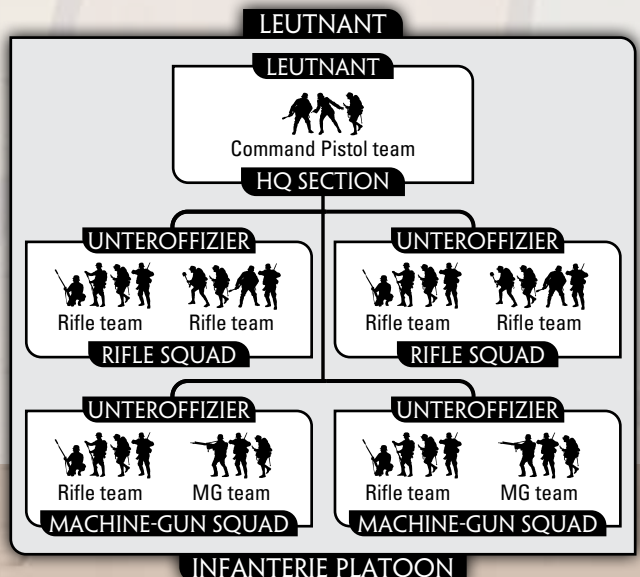 LEUTNANT
LEUTNANT
Command Pistol team
HQ SECTION
UNTEROFFIZIER UNTEROFFIZIER
Rifle team Rifle team Rifle team Rifle team
RIFLE SQUAD RIFLE SQUAD
UNTEROFFIZIER UNTEROFFIZIER
Rifle team MG team Rifle team MG team
MACHINE-GUN SQUAD MACHINE-GUN SQUAD
INFANTERIE PLATOON